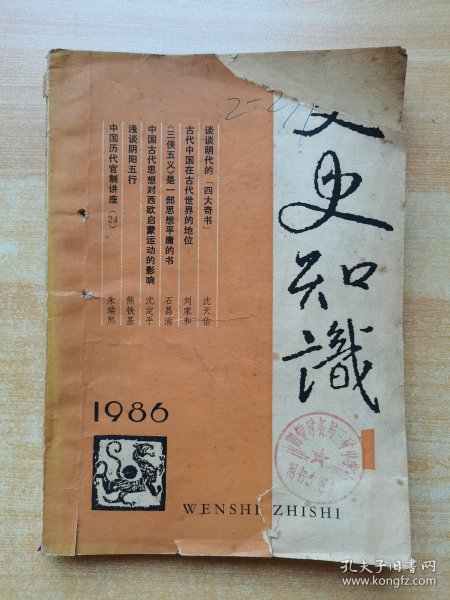 文史知識
谈谈明代的「四大奇书」 沈天佑
古代中国在古代世界的地位 刘家和
《三侠五义》是一部思想平庸的书 石昌渝
中国古代思想对西欧启蒙运动的影响 沈定平
浅谈阴阳五行 熊铁基
中国历代官制讲座（24） 朱瑞熙
1986
WENSHI ZHISHI
孔夫子旧书网
www.kongfz.com